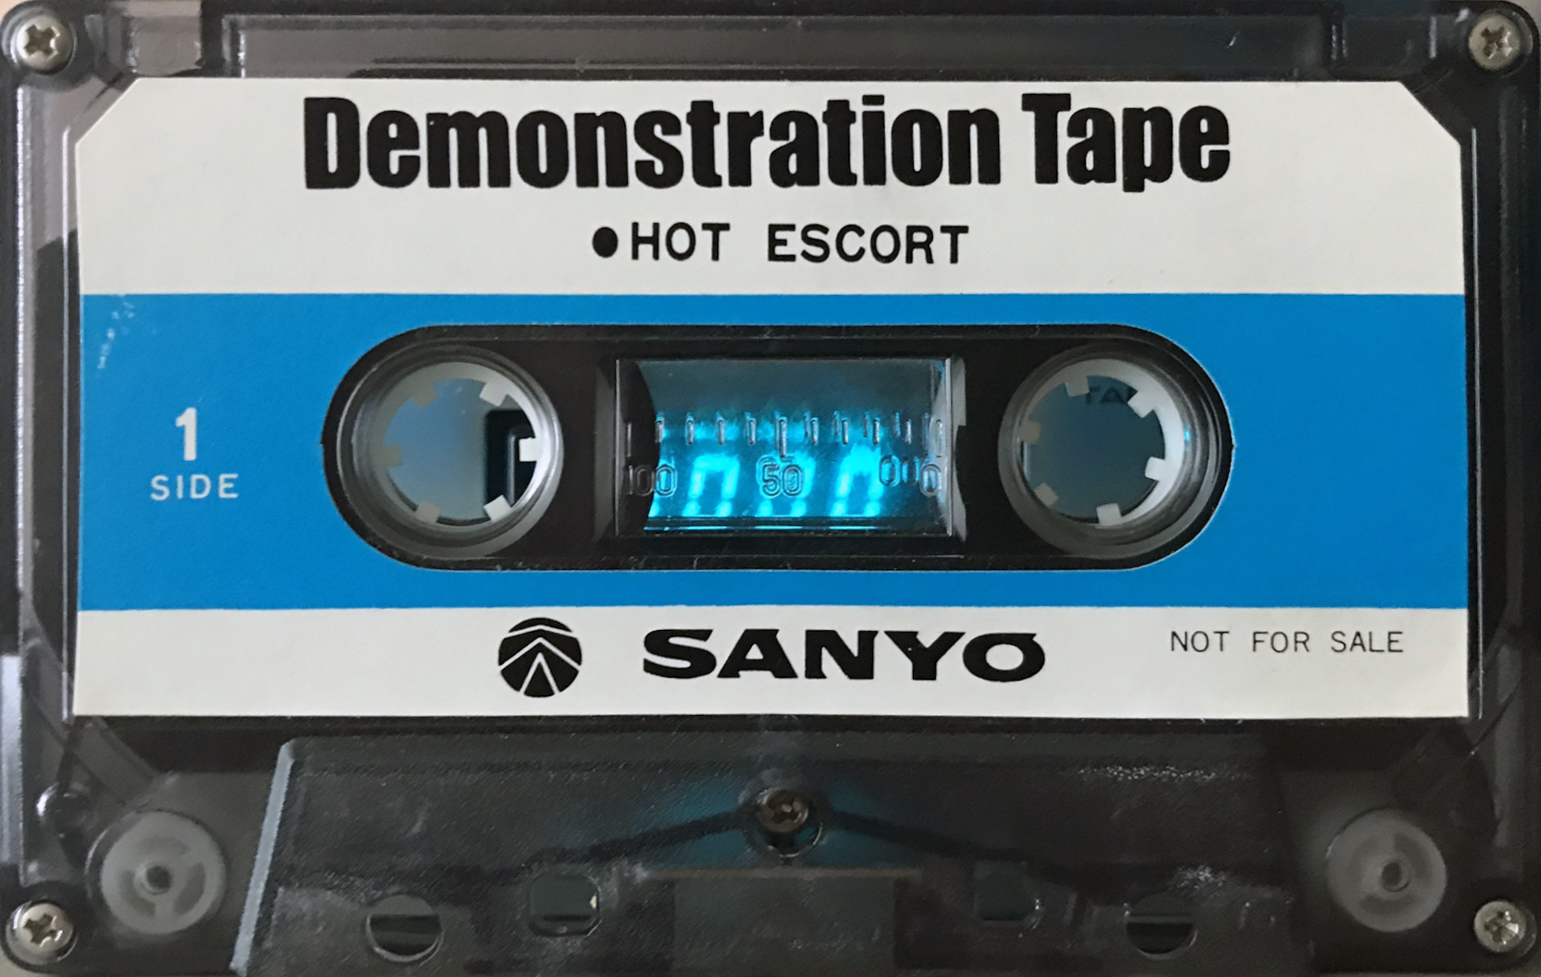 Demonstration Tape
●HOT ESCORT
1
SIDE
100 50 0
SANYO
NOT FOR SALE